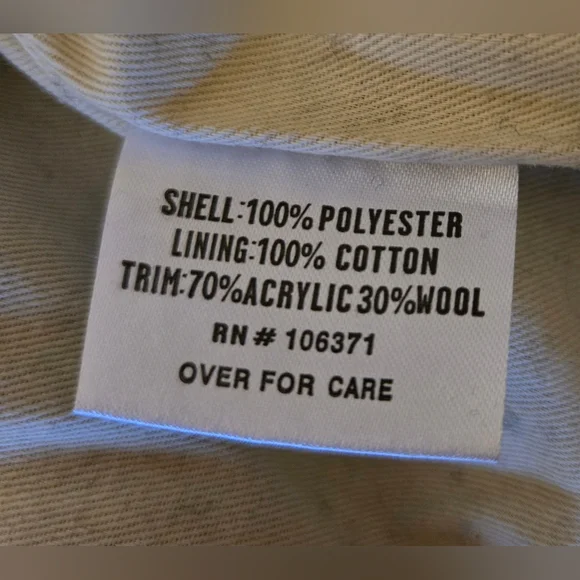 SHELL:100% POLYESTER
LINING:100% COTTON
TRIM:70%ACRYLIC 30%WOOL
RN # 106371
OVER FOR CARE